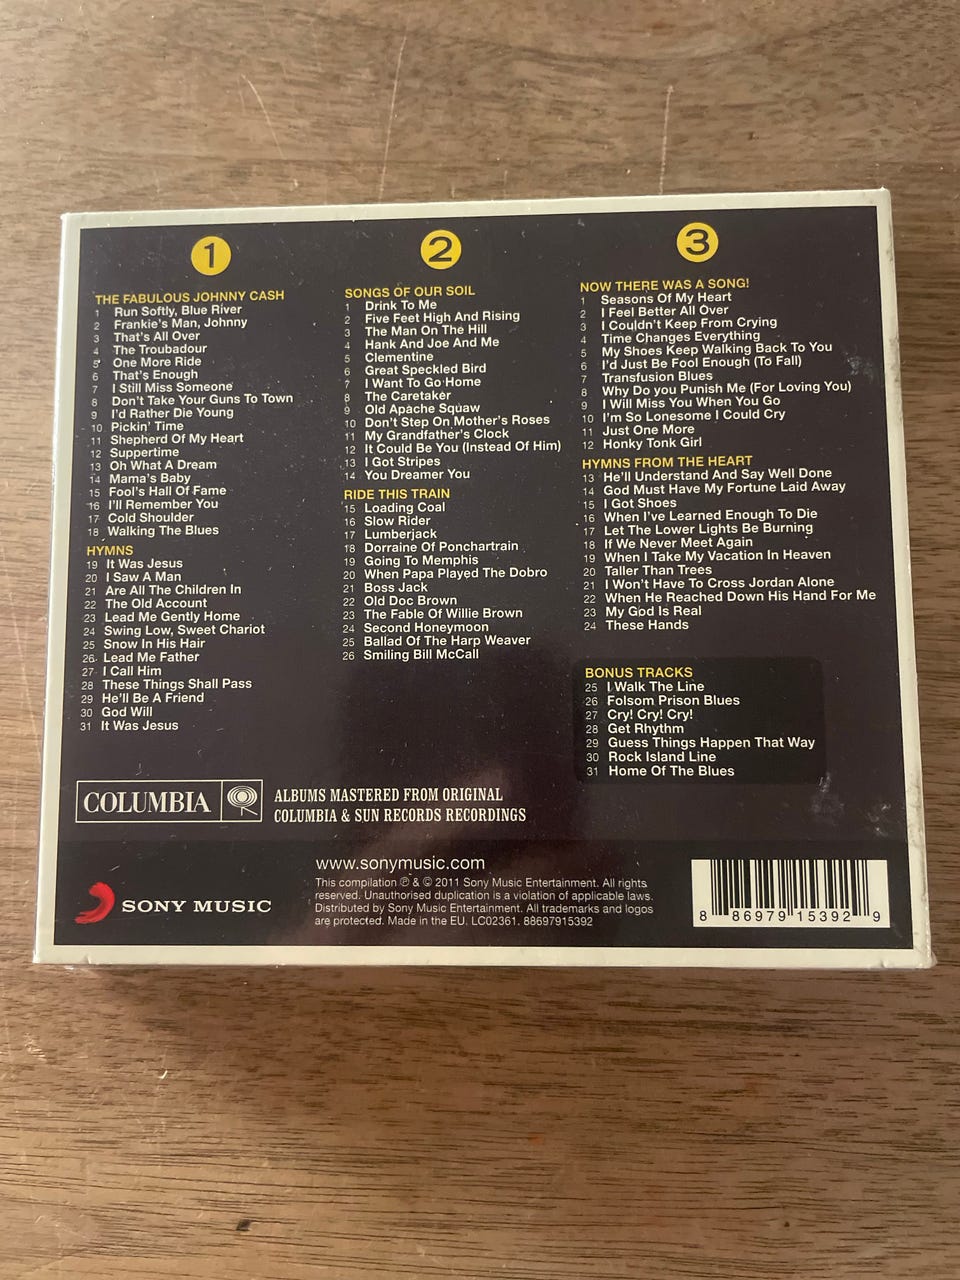 1
THE FABULOUS JOHNNY CASH
1 Run Softly, Blue River
2 Frankie's Man, Johnny
3 That's All Over
4 The Troubadour
5 One More Ride
6 That's Enough
7 I Still Miss Someone
8 Don't Take Your Guns To Town
9 I'd Rather Die Young
10 Pickin' Time
11 Shepherd Of My Heart
12 Suppertime
13 Oh What A Dream
14 Mama's Baby
15 Fool's Hall Of Fame
16 I'll Remember You
17 Cold Shoulder
18 Walking The Blues
HYMNS
19 It Was Jesus
20 I Saw A Man
21 Are All The Children In
22 The Old Account
23 Lead Me Gently Home
24 Swing Low, Sweet Chariot
25 Snow In His Hair
26 Lead Me Father
27 I Call Him
28 These Things Shall Pass
29 He'll Be A Friend
30 God Will
31 It Was Jesus
2
SONGS OF OUR SOIL
1 Drink To Me
2 Five Feet High And Rising
3 The Man On The Hill
4 Hank And Joe And Me
5 Clementine
6 Great Speckled Bird
7 I Want To Go Home
8 The Caretaker
9 Old Apache Squaw
10 Don't Step On Mother's Roses
11 My Grandfather's Clock
12 It Could Be You (Instead Of Him)
13 I Got Stripes
14 You Dreamer You
RIDE THIS TRAIN
15 Loading Coal
16 Slow Rider
17 Lumberjack
18 Dorraine Of Ponchartrain
19 Going To Memphis
20 When Papa Played The Dobro
21 Boss Jack
22 Old Doc Brown
23 The Fable Of Willie Brown
24 Second Honeymoon
25 Ballad Of The Harp Weaver
26 Smiling Bill McCall
3
NOW THERE WAS A SONG!
1 Seasons Of My Heart
2 I Feel Better All Over
3 I Couldn't Keep From Crying
4 Time Changes Everything
5 My Shoes Keep Walking Back To You
6 I'd Just Be Fool Enough (To Fall)
7 Transfusion Blues
8 Why Do you Punish Me (For Loving You)
9 I Will Miss You When You Go
10 I'm So Lonesome I Could Cry
11 Just One More
12 Honky Tonk Girl
HYMNS FROM THE HEART
13 He'll Understand And Say Well Done
14 God Must Have My Fortune Laid Away
15 I Got Shoes
16 When I've Learned Enough To Die
17 Let The Lower Lights Be Burning
18 If We Never Meet Again
19 When I Take My Vacation In Heaven
20 Taller Than Trees
21 I Won't Have To Cross Jordan Alone
22 When He Reached Down His Hand For Me
23 My God Is Real
24 These Hands
BONUS TRACKS
25 I Walk The Line
26 Folsom Prison Blues
27 Cry! Cry! Cry!
28 Get Rhythm
29 Guess Things Happen That Way
30 Rock Island Line
31 Home Of The Blues
COLUMBIA
ALBUMS MASTERED FROM ORIGINAL
COLUMBIA & SUN RECORDS RECORDINGS
SONY MUSIC
www.sonymusic.com
This compilation ℗ & © 2011 Sony Music Entertainment. All rights
reserved. Unauthorised duplication is a violation of applicable laws.
Distributed by Sony Music Entertainment. All trademarks and logos
are protected. Made in the EU. LC02361. 88697915392
8 86979 15392 9